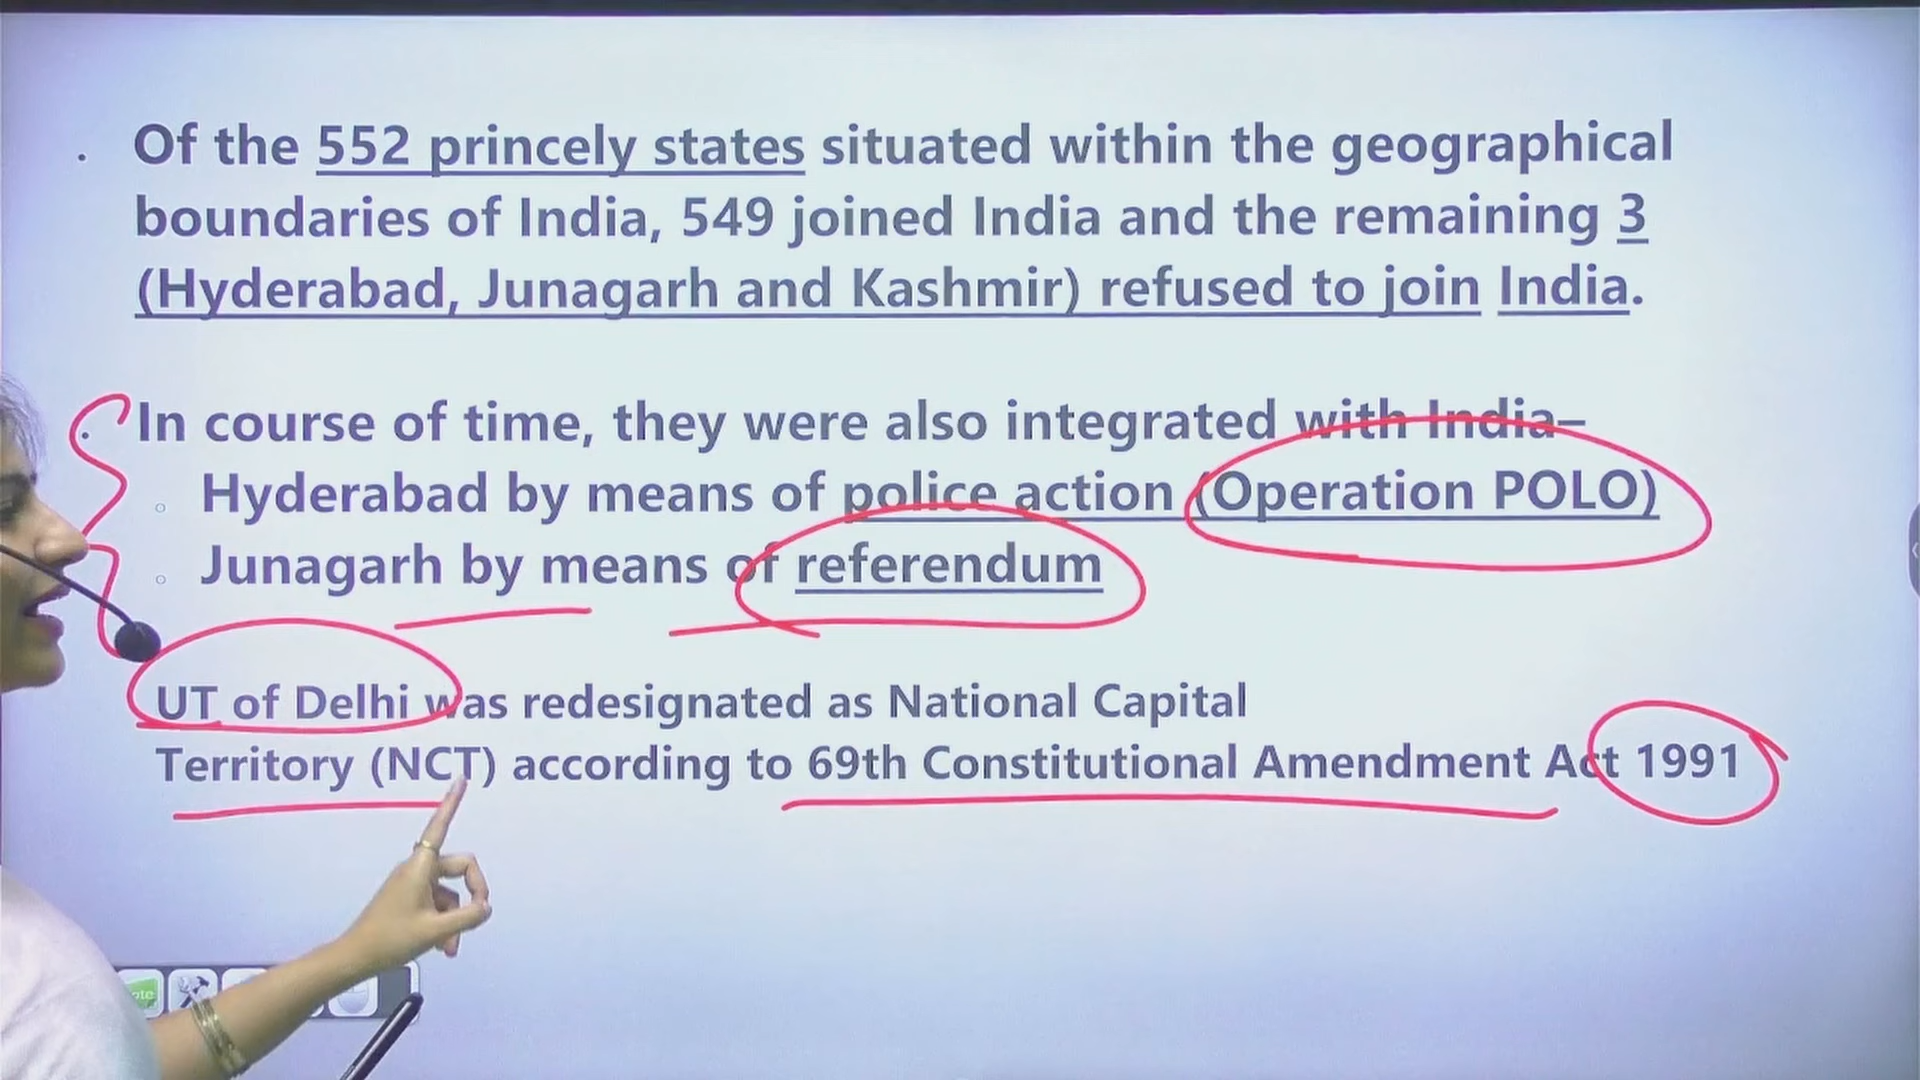 . Of the 552 princely states situated within the geographical
boundaries of India, 549 joined India and the remaining 3
(Hyderabad, Junagarh and Kashmir) refused to join India.
. In course of time, they were also integrated with India–
Hyderabad by means of police action (Operation POLO)
Junagarh by means of referendum
UT of Delhi was redesignated as National Capital
Territory (NCT) according to 69th Constitutional Amendment Act 1991